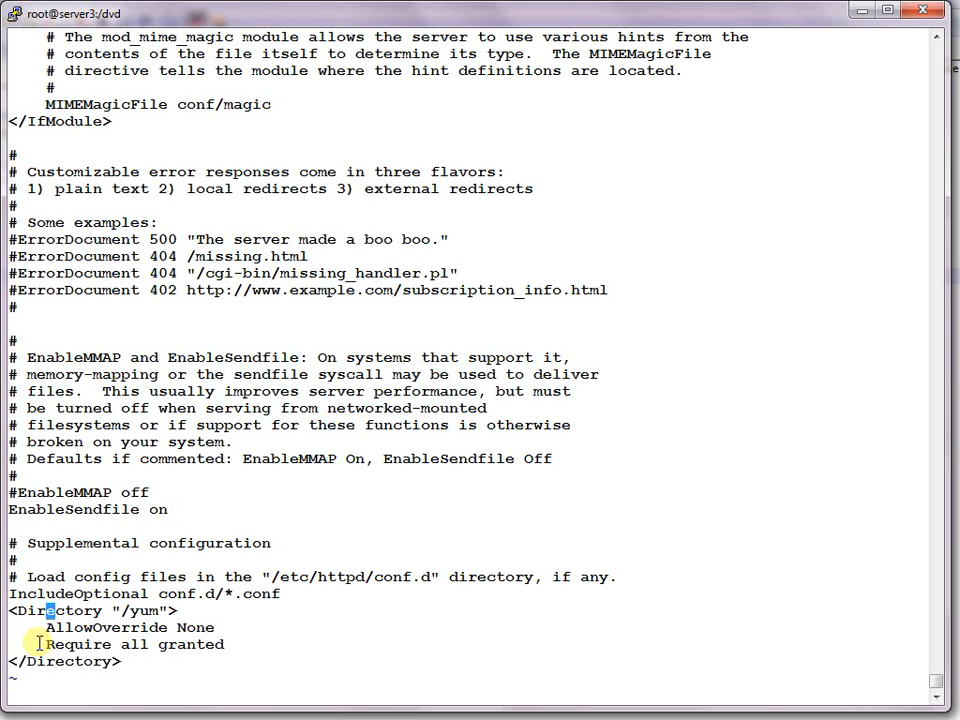 root@server3:/dvd
# The mod_mime_magic module allows the server to use various hints from the
# contents of the file itself to determine its type.  The MIMEMagicFile
# directive tells the module where the hint definitions are located.
#
MIMEMagicFile conf/magic
</IfModule>
#
# Customizable error responses come in three flavors:
# 1) plain text 2) local redirects 3) external redirects
#
# Some examples:
#ErrorDocument 500 "The server made a boo boo."
#ErrorDocument 404 /missing.html
#ErrorDocument 404 "/cgi-bin/missing_handler.pl"
#ErrorDocument 402 http://www.example.com/subscription_info.html
#
#
# EnableMMAP and EnableSendfile: On systems that support it,
# memory-mapping or the sendfile syscall may be used to deliver
# files.  This usually improves server performance, but must
# be turned off when serving from networked-mounted
# filesystems or if support for these functions is otherwise
# broken on your system.
# Defaults if commented: EnableMMAP On, EnableSendfile Off
#
#EnableMMAP off
EnableSendfile on
# Supplemental configuration
#
# Load config files in the "/etc/httpd/conf.d" directory, if any.
IncludeOptional conf.d/*.conf
<Directory "/yum">
AllowOverride None
Require all granted
</Directory>
~